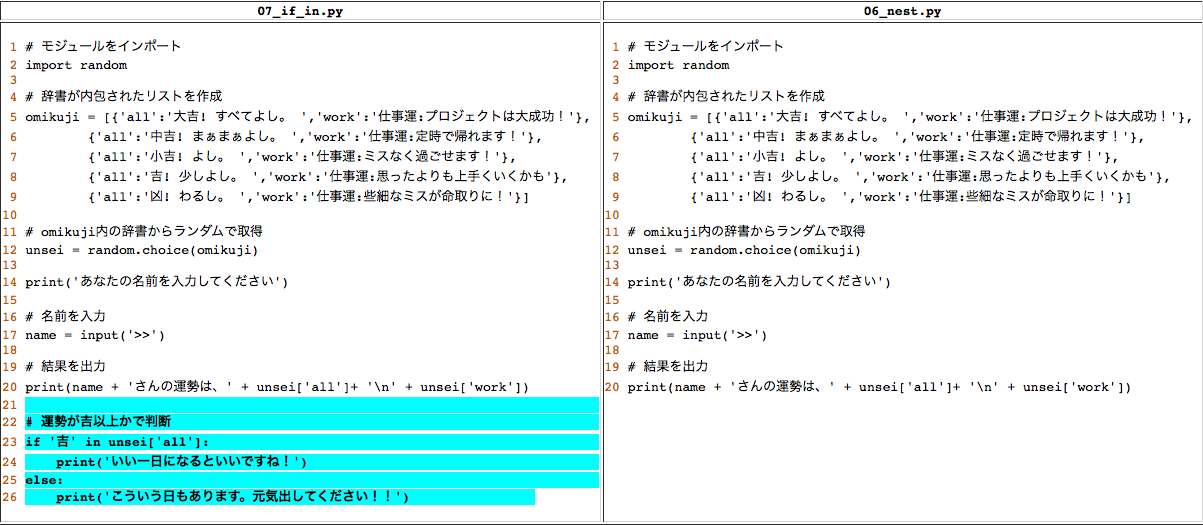 07_if_in.py
1 # モジュールをインポート
2 import random
3
4 # 辞書が内包されたリストを作成
5 omikuji = [{'all':'大吉! すべてよし。 ','work':'仕事運:プロジェクトは大成功！'},
6         {'all':'中吉! まぁまぁよし。 ','work':'仕事運:定時で帰れます！'},
7         {'all':'小吉! よし。 ','work':'仕事運:ミスなく過ごせます！'},
8         {'all':'吉! 少しよし。 ','work':'仕事運:思ったよりも上手くいくかも'},
9         {'all':'凶! わるし。 ','work':'仕事運:些細なミスが命取りに！'}]
10
11 # omikuji内の辞書からランダムで取得
12 unsei = random.choice(omikuji)
13
14 print('あなたの名前を入力してください')
15
16 # 名前を入力
17 name = input('>>')
18
19 # 結果を出力
20 print(name + 'さんの運勢は、' + unsei['all']+ '\n' + unsei['work'])
21
22 # 運勢が吉以上かで判断
23 if '吉' in unsei['all']:
24     print('いい一日になるといいですね！')
25 else:
26     print('こういう日もあります。元気出してください！！')
06_nest.py
1 # モジュールをインポート
2 import random
3
4 # 辞書が内包されたリストを作成
5 omikuji = [{'all':'大吉! すべてよし。 ','work':'仕事運:プロジェクトは大成功！'},
6         {'all':'中吉! まぁまぁよし。 ','work':'仕事運:定時で帰れます！'},
7         {'all':'小吉! よし。 ','work':'仕事運:ミスなく過ごせます！'},
8         {'all':'吉! 少しよし。 ','work':'仕事運:思ったよりも上手くいくかも'},
9         {'all':'凶! わるし。 ','work':'仕事運:些細なミスが命取りに！'}]
10
11 # omikuji内の辞書からランダムで取得
12 unsei = random.choice(omikuji)
13
14 print('あなたの名前を入力してください')
15
16 # 名前を入力
17 name = input('>>')
18
19 # 結果を出力
20 print(name + 'さんの運勢は、' + unsei['all']+ '\n' + unsei['work'])